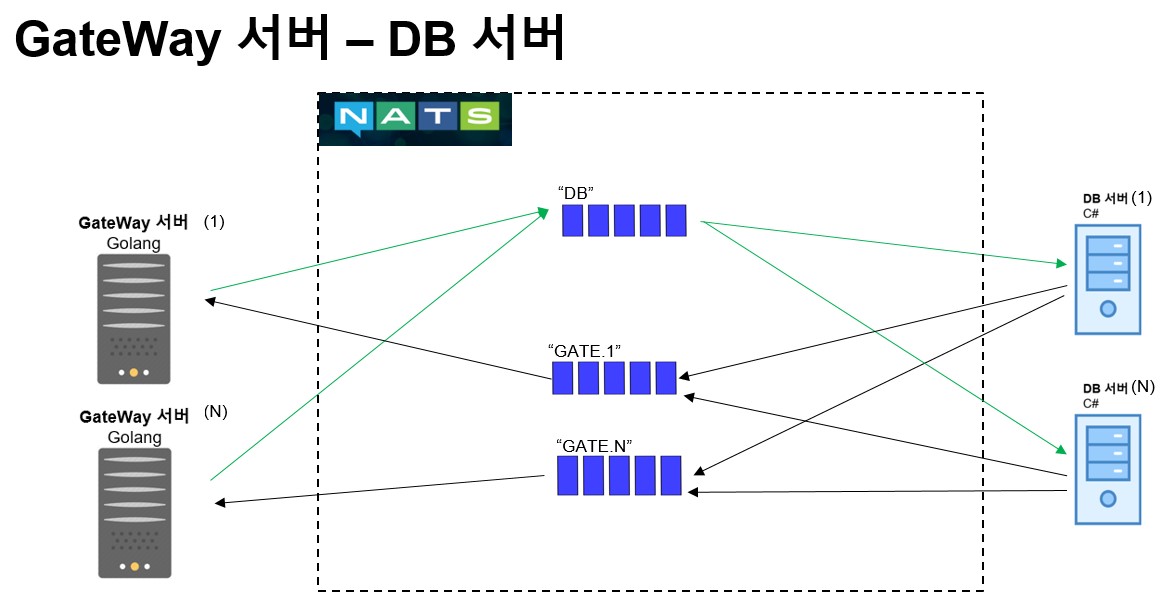 GateWay 서버 – DB 서버
NATS
“DB”
GateWay 서버 (1)
Golang
DB 서버 (1)
C#
“GATE.1”
DB 서버 (N)
C#
GateWay 서버 (N)
Golang
“GATE.N”